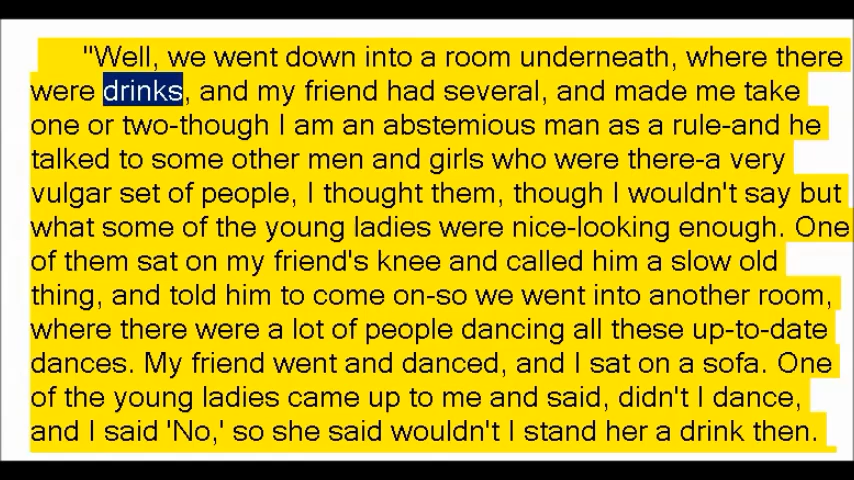 "Well, we went down into a room underneath, where there
were drinks, and my friend had several, and made me take
one or two-though I am an abstemious man as a rule-and he
talked to some other men and girls who were there-a very
vulgar set of people, I thought them, though I wouldn't say but
what some of the young ladies were nice-looking enough. One
of them sat on my friend's knee and called him a slow old
thing, and told him to come on-so we went into another room,
where there were a lot of people dancing all these up-to-date
dances. My friend went and danced, and I sat on a sofa. One
of the young ladies came up to me and said, didn't I dance,
and I said 'No,' so she said wouldn't I stand her a drink then.